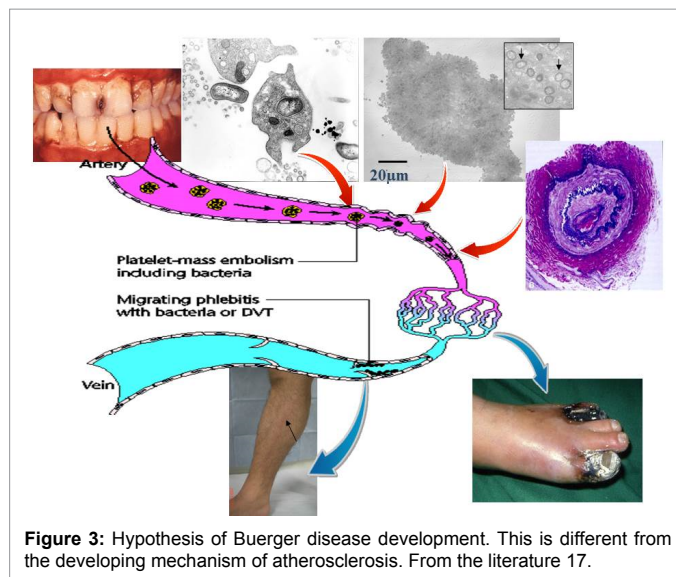 20µm
Artery
Platelet-mass embolism
including bacteria
Migrating phlebitis
with bacteria or DVT
Vein
Figure 3: Hypothesis of Buerger disease development. This is different from
the developing mechanism of atherosclerosis. From the literature 17.